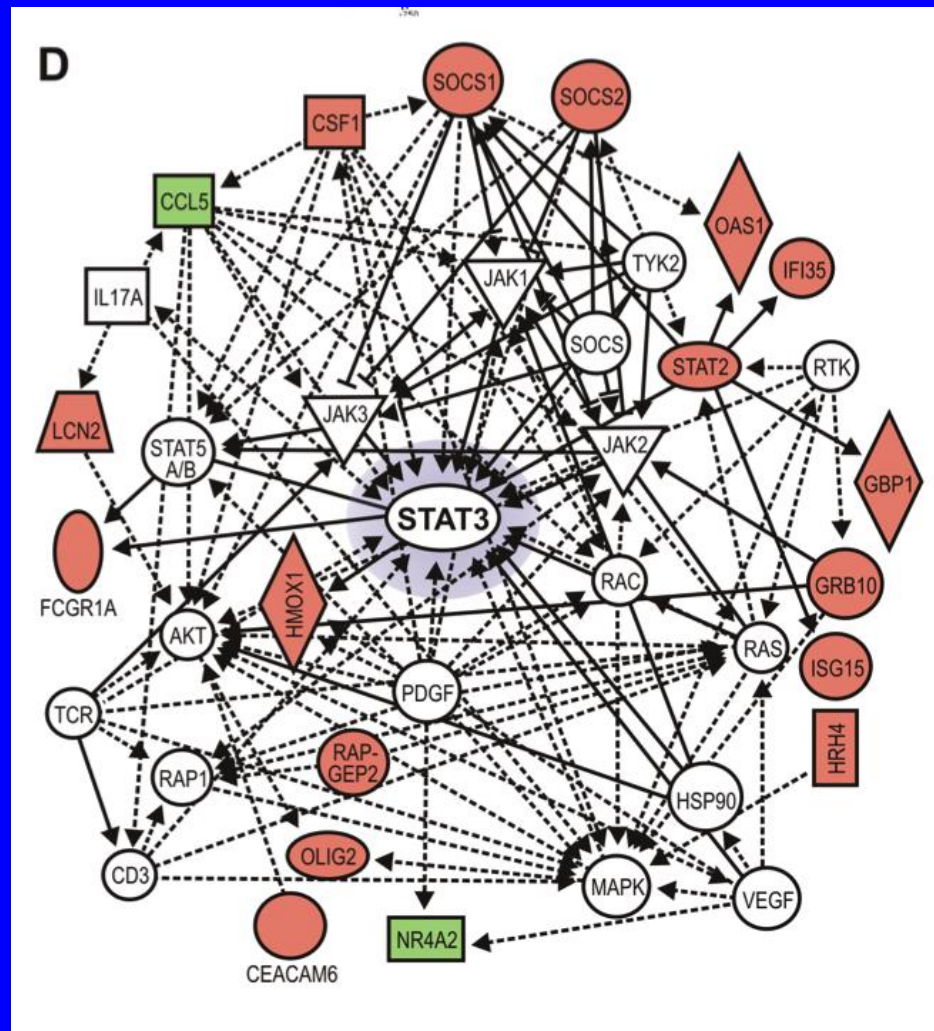 D
SOCS1
SOCS2
CSF1
CCL5
OAS1
TYK2
IFI35
JAK1
IL17A
SOCS
STAT2
RTK
JAK3
LCN2
STAT5
A/B
JAK2
GBP1
STAT3
FCGR1A
HMOX1
RAC
GRB10
AKT
RAS
ISG15
PDGF
TCR
HRH4
RAP-
GEP2
RAP1
HSP90
OLIG2
CD3
MAPK
VEGF
CEACAM6
NR4A2